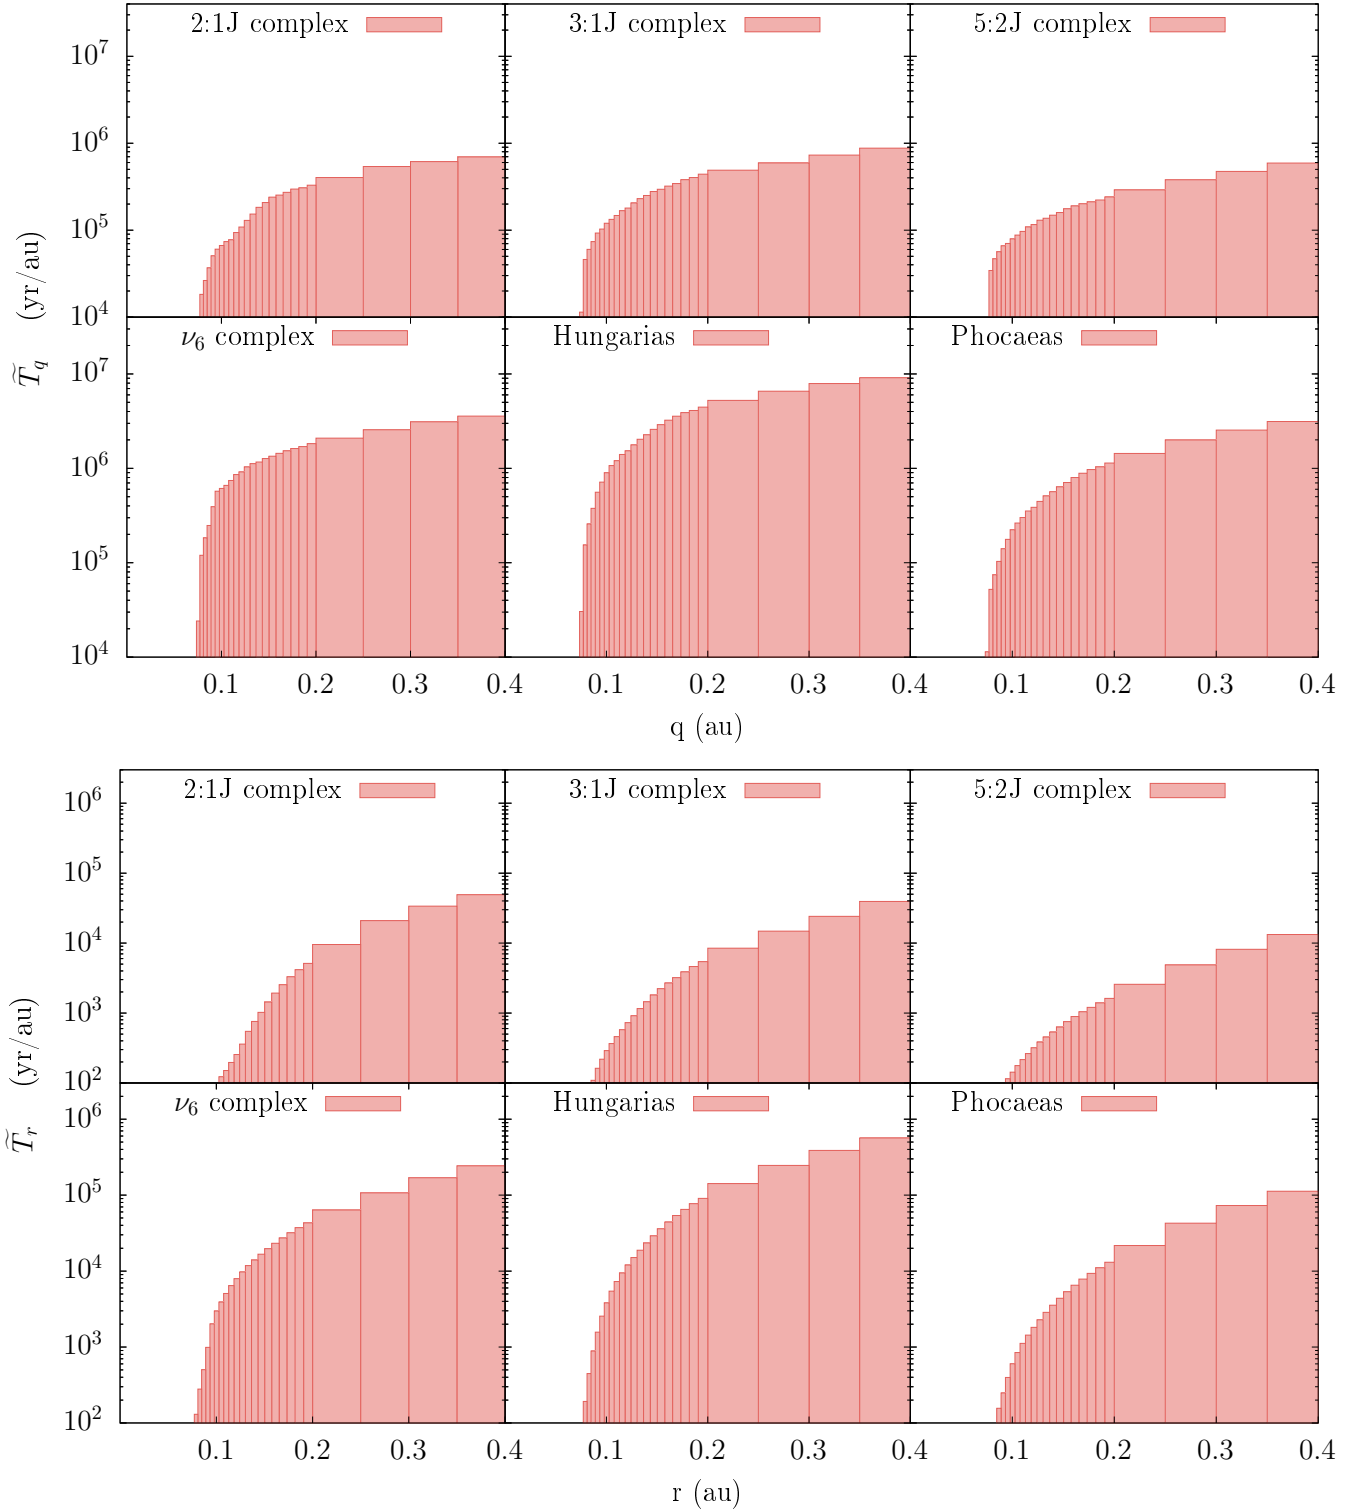 2:1J complex 3:1J complex 5:2J complex
10^7
10^6
10^5
10^4
T̃_q (yr/au)
ν_6 complex Hungarias Phocaeas
10^7
10^6
10^5
10^4
0.1 0.2 0.3 0.4 0.1 0.2 0.3 0.4 0.1 0.2 0.3 0.4
q (au)
2:1J complex 3:1J complex 5:2J complex
10^6
10^5
10^4
10^3
10^2
T̃_r (yr/au)
ν_6 complex Hungarias Phocaeas
10^6
10^5
10^4
10^3
10^2
0.1 0.2 0.3 0.4 0.1 0.2 0.3 0.4 0.1 0.2 0.3 0.4
r (au)